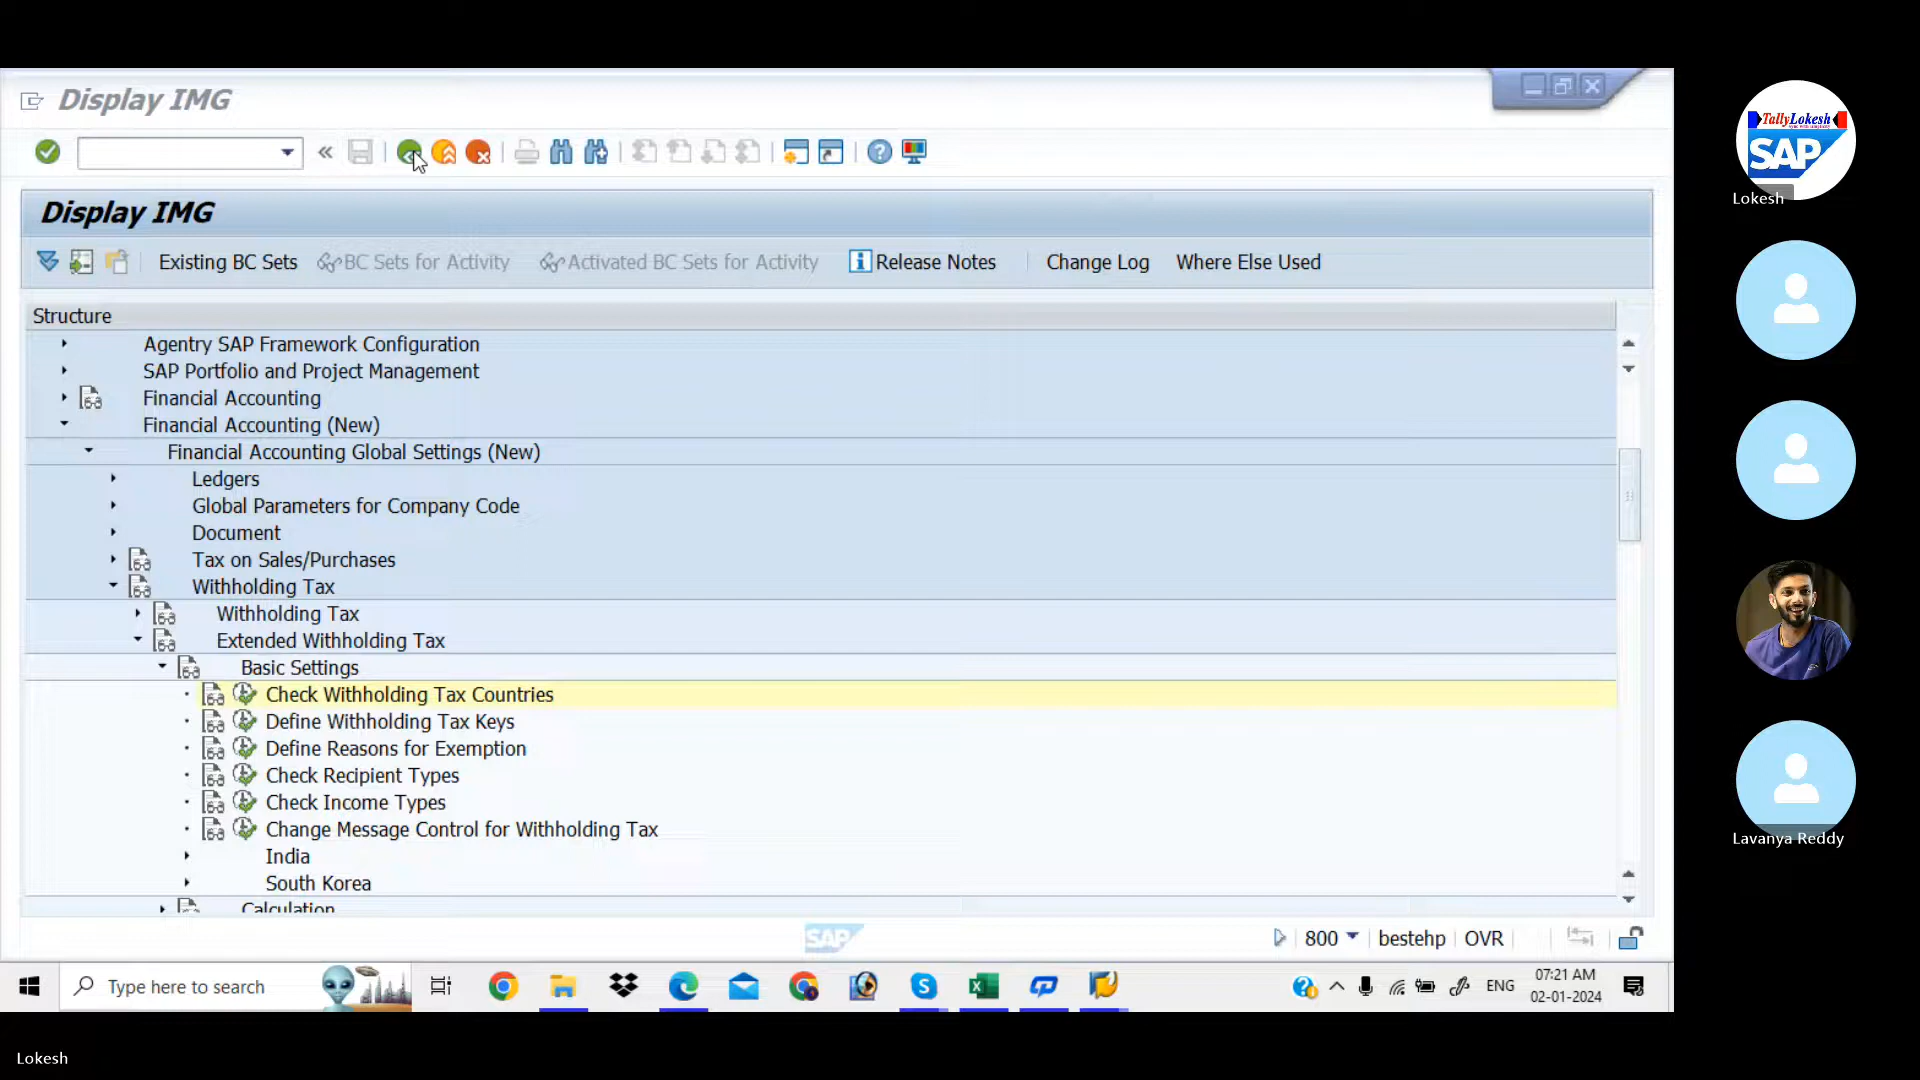 Display IMG
Display IMG
Existing BC Sets
BC Sets for Activity
Activated BC Sets for Activity
Release Notes
Change Log
Where Else Used
Structure
Agentry SAP Framework Configuration
SAP Portfolio and Project Management
Financial Accounting
Financial Accounting (New)
Financial Accounting Global Settings (New)
Ledgers
Global Parameters for Company Code
Document
Tax on Sales/Purchases
Withholding Tax
Withholding Tax
Extended Withholding Tax
Basic Settings
Check Withholding Tax Countries
Define Withholding Tax Keys
Define Reasons for Exemption
Check Recipient Types
Check Income Types
Change Message Control for Withholding Tax
India
South Korea
Calculation
SAP
800
bestehp
OVR
Type here to search
ENG
07:21 AM
02-01-2024
TallyLokesh
SAP
Lokesh
Lavanya Reddy
Lokesh